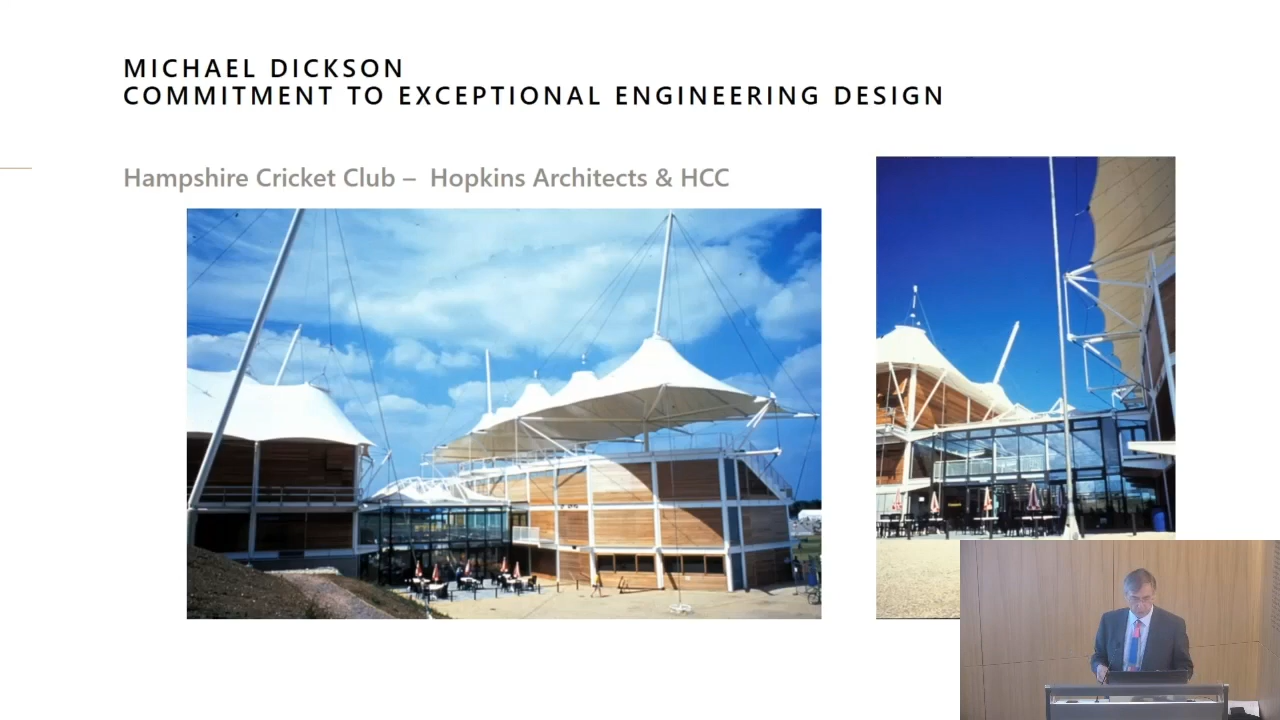 MICHAEL DICKSON
COMMITMENT TO EXCEPTIONAL ENGINEERING DESIGN
Hampshire Cricket Club – Hopkins Architects & HCC